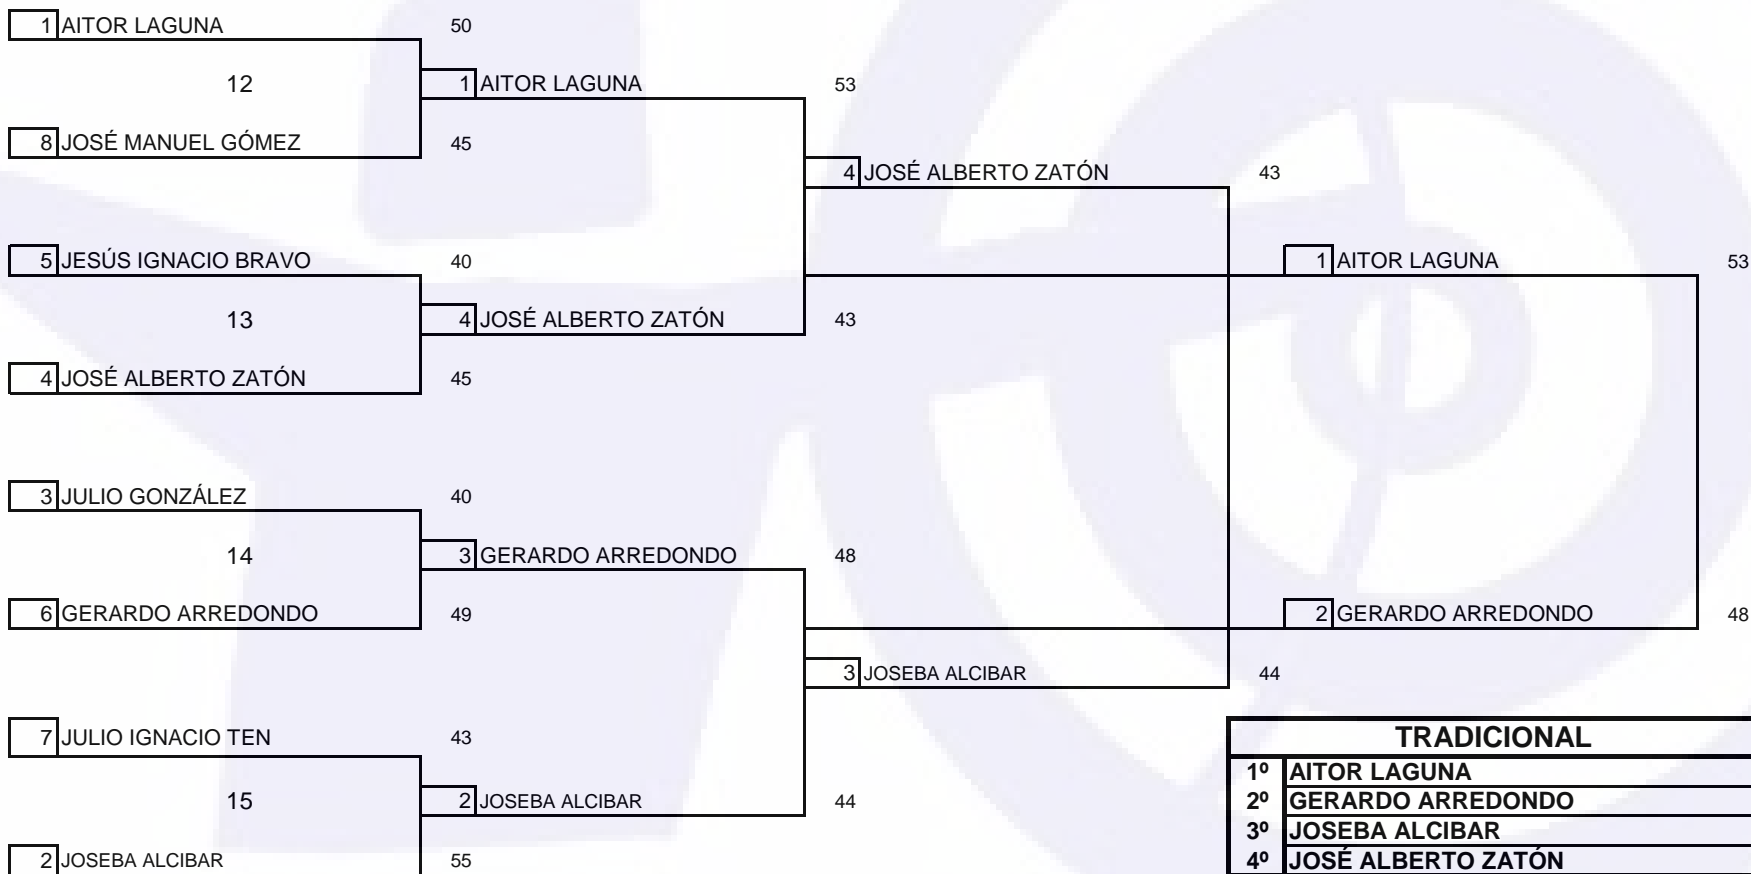 1 AITOR LAGUNA 50
12 1 AITOR LAGUNA 53
8 JOSÉ MANUEL GÓMEZ 45
4 JOSÉ ALBERTO ZATÓN 43
5 JESÚS IGNACIO BRAVO 40 1 AITOR LAGUNA 53
13 4 JOSÉ ALBERTO ZATÓN 43
4 JOSÉ ALBERTO ZATÓN 45
3 JULIO GONZÁLEZ 40
14 3 GERARDO ARREDONDO 48
6 GERARDO ARREDONDO 49 2 GERARDO ARREDONDO 48
3 JOSEBA ALCIBAR 44
7 JULIO IGNACIO TEN 43 TRADICIONAL
1º AITOR LAGUNA
15 2 JOSEBA ALCIBAR 44 2º GERARDO ARREDONDO
3º JOSEBA ALCIBAR
2 JOSEBA ALCIBAR 55 4º JOSÉ ALBERTO ZATÓN